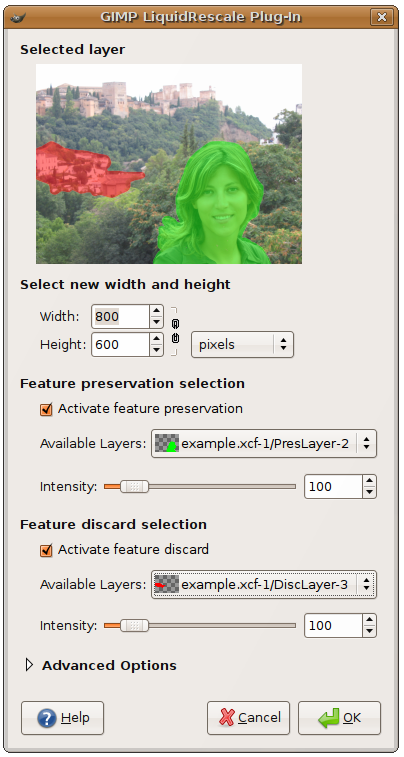 GIMP LiquidRescale Plug-In
Selected layer
Select new width and height
Width: 800
Height: 600 pixels
Feature preservation selection
Activate feature preservation
Available Layers: example.xcf-1/PresLayer-2
Intensity: 100
Feature discard selection
Activate feature discard
Available Layers: example.xcf-1/DiscLayer-3
Intensity: 100
Advanced Options
Help Cancel OK